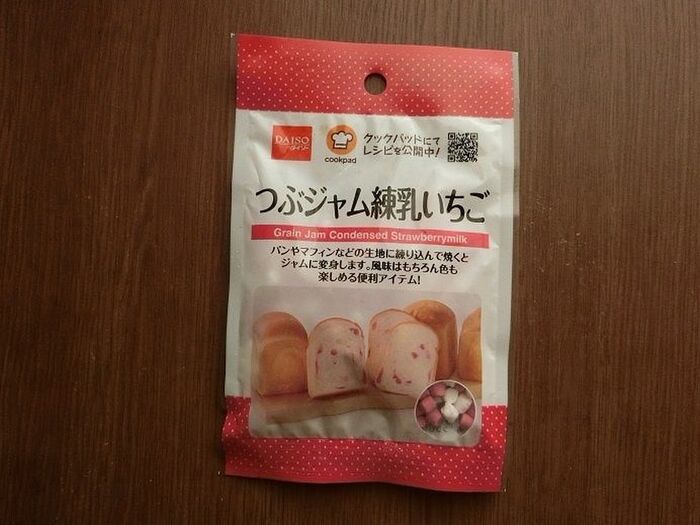 DAISO
ダイソー
cookpad
クックパッドにて
レシピを公開中!
つぶジャム練乳いちご
Grain Jam Condensed Strawberrymilk
パンやマフィンなどの生地に練り込んで焼くと
ジャムに変身します。風味はもちろん色も
楽しめる便利アイテム!